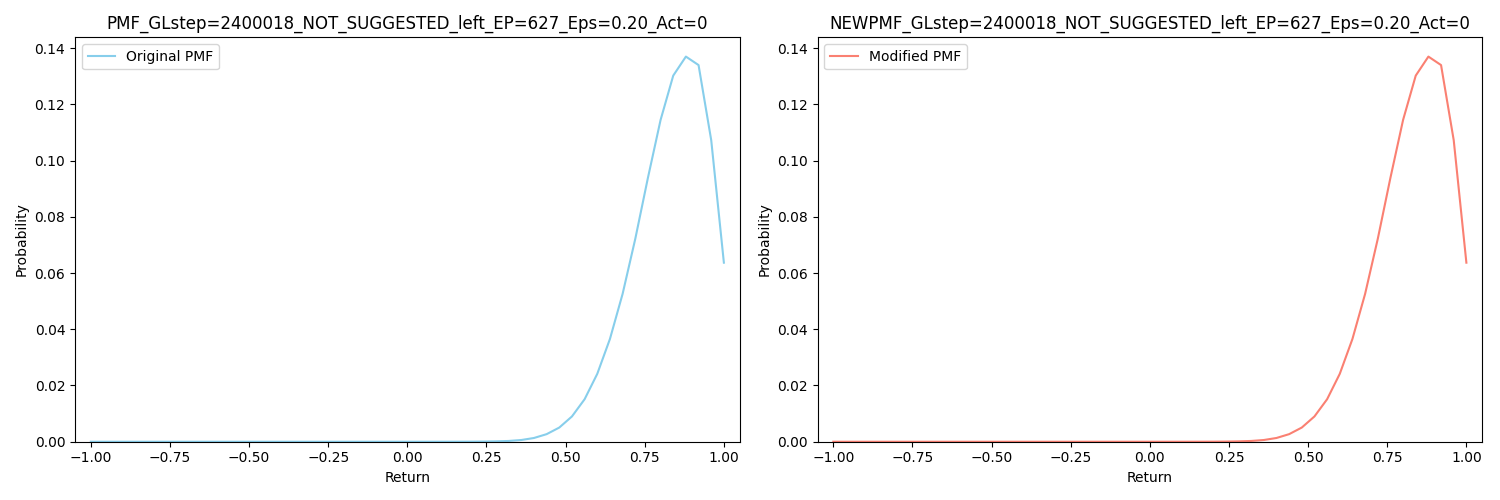 PMF_GLstep=2400018_NOT_SUGGESTED_left_EP=627_Eps=0.20_Act=0
Original PMF
0.14
0.12
0.10
0.08
0.06
0.04
0.02
0.00
Probability
−1.00 −0.75 −0.50 −0.25 0.00 0.25 0.50 0.75 1.00
Return
NEWPMF_GLstep=2400018_NOT_SUGGESTED_left_EP=627_Eps=0.20_Act=0
Modified PMF
0.14
0.12
0.10
0.08
0.06
0.04
0.02
0.00
Probability
−1.00 −0.75 −0.50 −0.25 0.00 0.25 0.50 0.75 1.00
Return